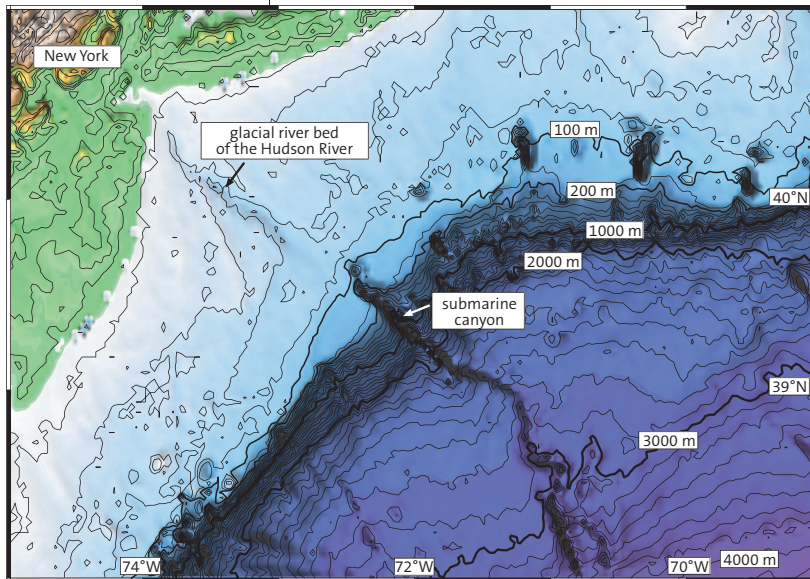 New York
glacial river bed
of the Hudson River
100 m
200 m
40°N
1000 m
2000 m
submarine
canyon
39°N
3000 m
74°W
72°W
70°W
4000 m